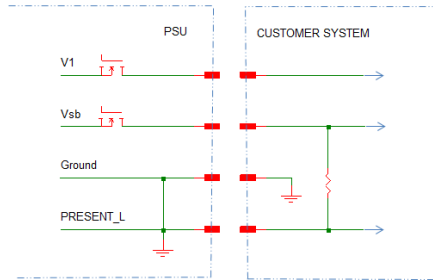 PSU
CUSTOMER SYSTEM
V1
Vsb
Ground
PRESENT_L